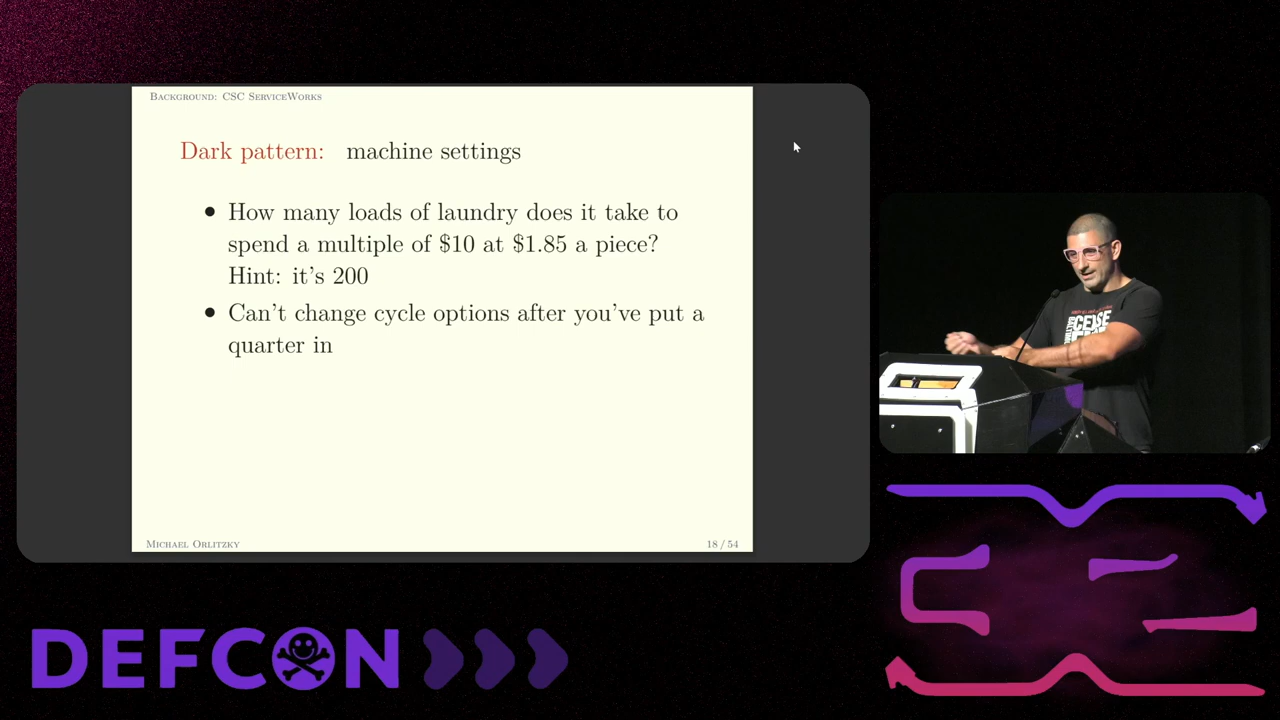 Background: CSC ServiceWorks
Dark pattern: machine settings
• How many loads of laundry does it take to
spend a multiple of $10 at $1.85 a piece?
Hint: it's 200
• Can't change cycle options after you've put a
quarter in
Michael Orlitzky
18 / 54
DEFCON